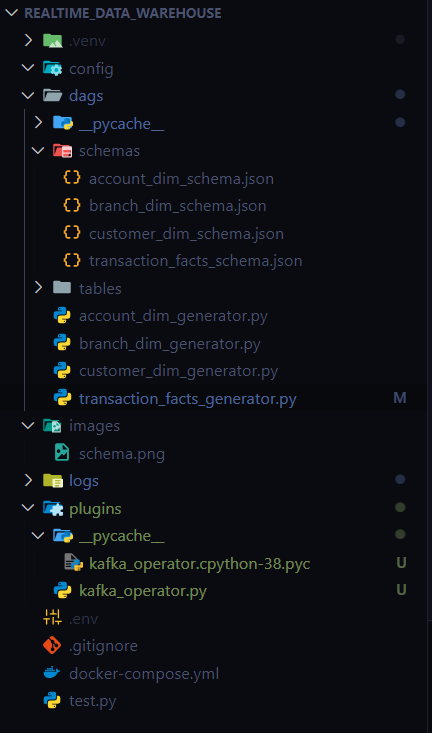 REALTIME_DATA_WAREHOUSE
.venv
config
dags
__pycache__
schemas
account_dim_schema.json
branch_dim_schema.json
customer_dim_schema.json
transaction_facts_schema.json
tables
account_dim_generator.py
branch_dim_generator.py
customer_dim_generator.py
transaction_facts_generator.py M
images
schema.png
logs
plugins
__pycache__
kafka_operator.cpython-38.pyc U
kafka_operator.py U
.env
.gitignore
docker-compose.yml
test.py